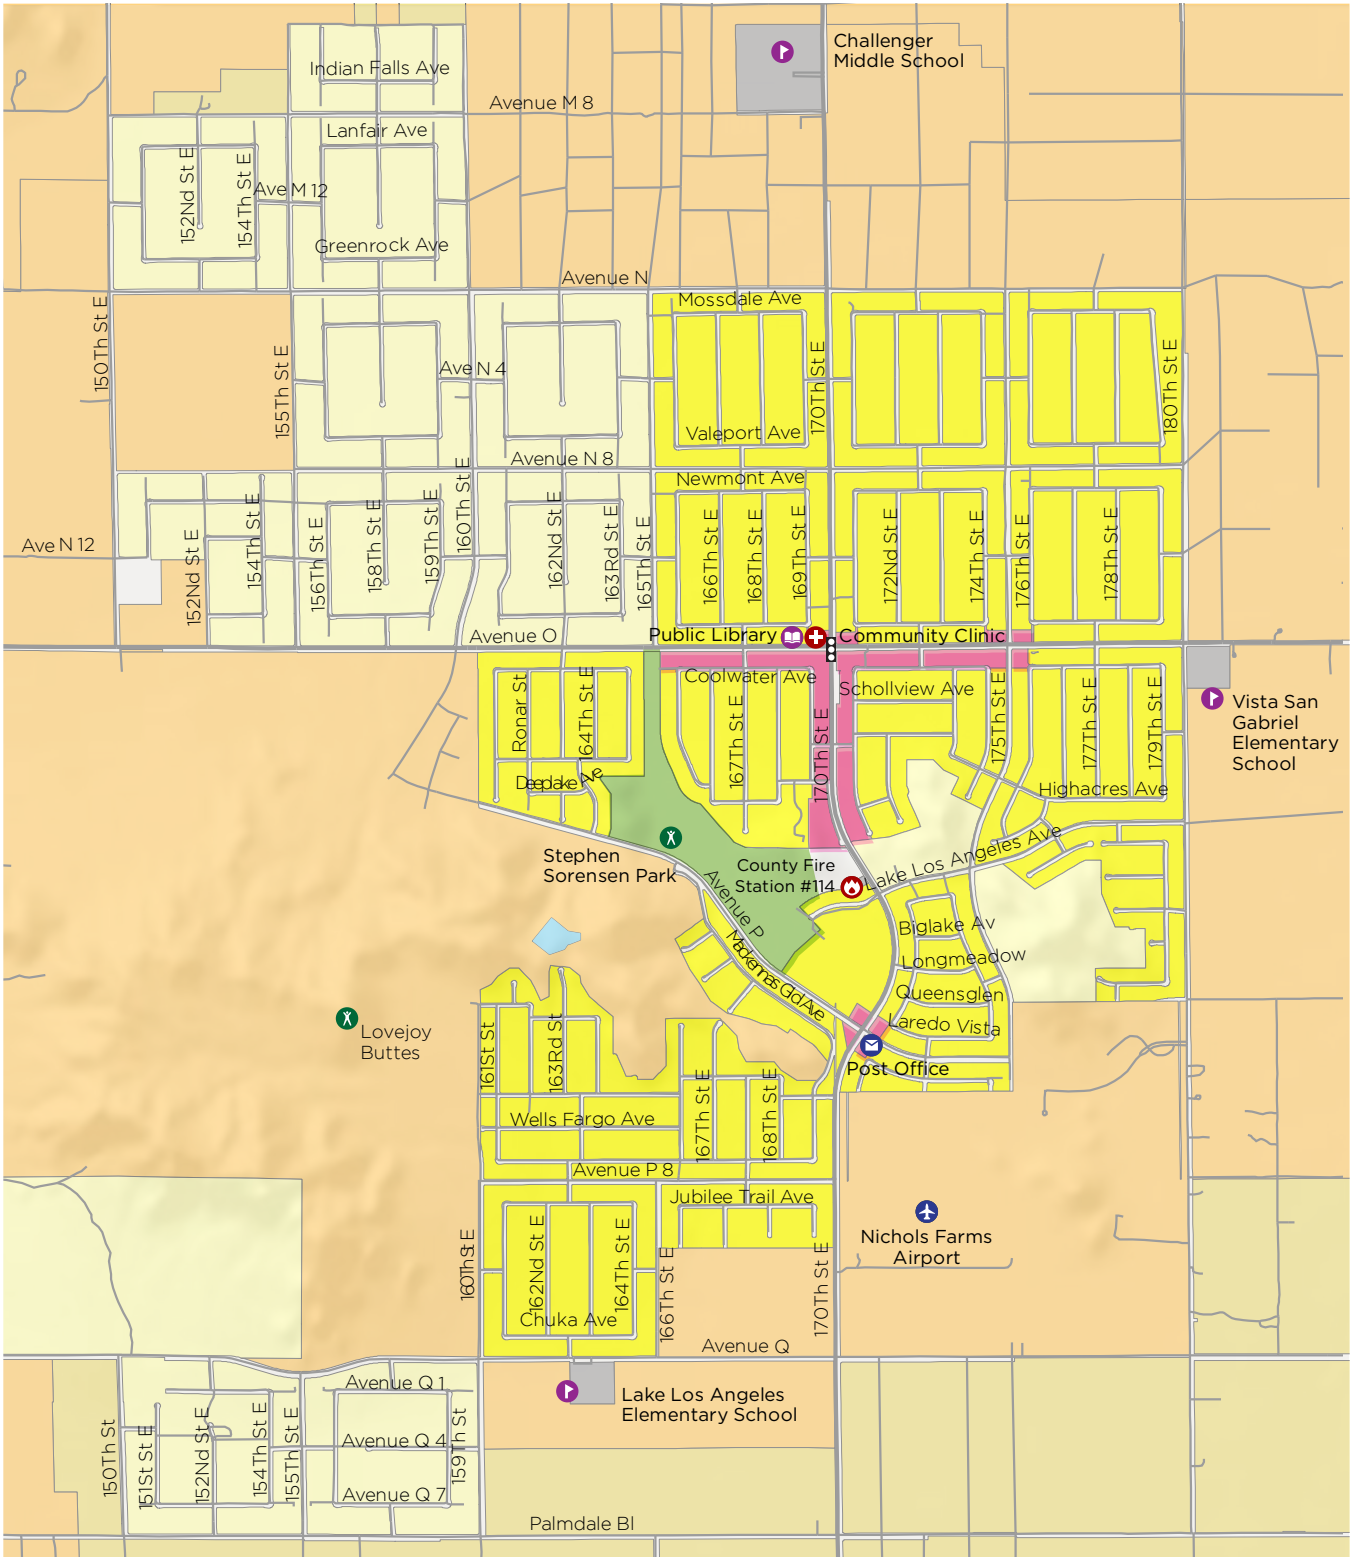 Challenger
Middle School
Indian Falls Ave
Avenue M 8
Lanfair Ave
152Nd St E
154Th St E
Ave M 12
Greenrock Ave
Avenue N
150Th St E
Mossdale Ave
155Th St E
Ave N 4
170Th St E
180Th St E
Valeport Ave
Avenue N 8
Newmont Ave
Ave N 12
152Nd St E
154Th St E
156Th St E
158Th St E
159Th St E
160Th St E
162Nd St E
163Rd St E
165Th St E
166Th St E
168Th St E
169Th St E
172Nd St E
174Th St E
176Th St E
178Th St E
Avenue O
Public Library
Community Clinic
Ronar St
164Th St E
Coolwater Ave
Schollview Ave
167Th St E
170Th St E
175Th St E
177Th St E
179Th St E
Vista San
Gabriel
Elementary
School
Deeplake Ave
Highacres Ave
Stephen
Sorensen Park
County Fire
Station #114
Lake Los Angeles Ave
Avenue P
Mackennas Gold Ave
Biglake Av
Longmeadow
Queensglen
Laredo Vista
Post Office
Lovejoy
Buttes
161St St
163Rd St E
167Th St E
168Th St E
Wells Fargo Ave
Avenue P 8
Jubilee Trail Ave
160Th St E
162Nd St E
164Th St E
166Th St E
170Th St E
Nichols Farms
Airport
Chuka Ave
Avenue Q
Avenue Q 1
Lake Los Angeles
Elementary School
150Th St
151St St E
152Nd St E
154Th St E
155Th St E
159Th St
Avenue Q 4
Avenue Q 7
Palmdale Bl